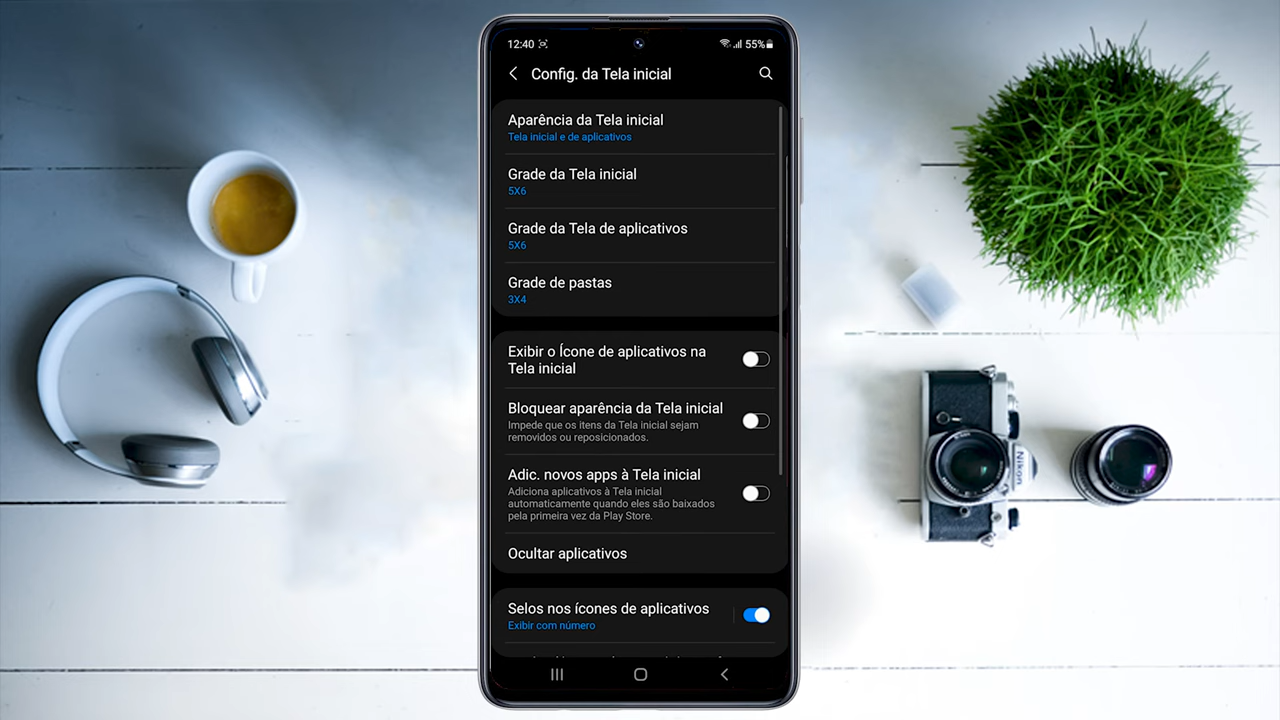 12:40
55%
Config. da Tela inicial
Aparência da Tela inicial
Tela inicial e de aplicativos
Grade da Tela inicial
5X6
Grade da Tela de aplicativos
5X6
Grade de pastas
3X4
Exibir o Ícone de aplicativos na
Tela inicial
Bloquear aparência da Tela inicial
Impede que os itens da Tela inicial sejam
removidos ou reposicionados.
Adic. novos apps à Tela inicial
Adiciona aplicativos à Tela inicial
automaticamente quando eles são baixados
pela primeira vez da Play Store.
Ocultar aplicativos
Selos nos ícones de aplicativos
Exibir com número
Nikon